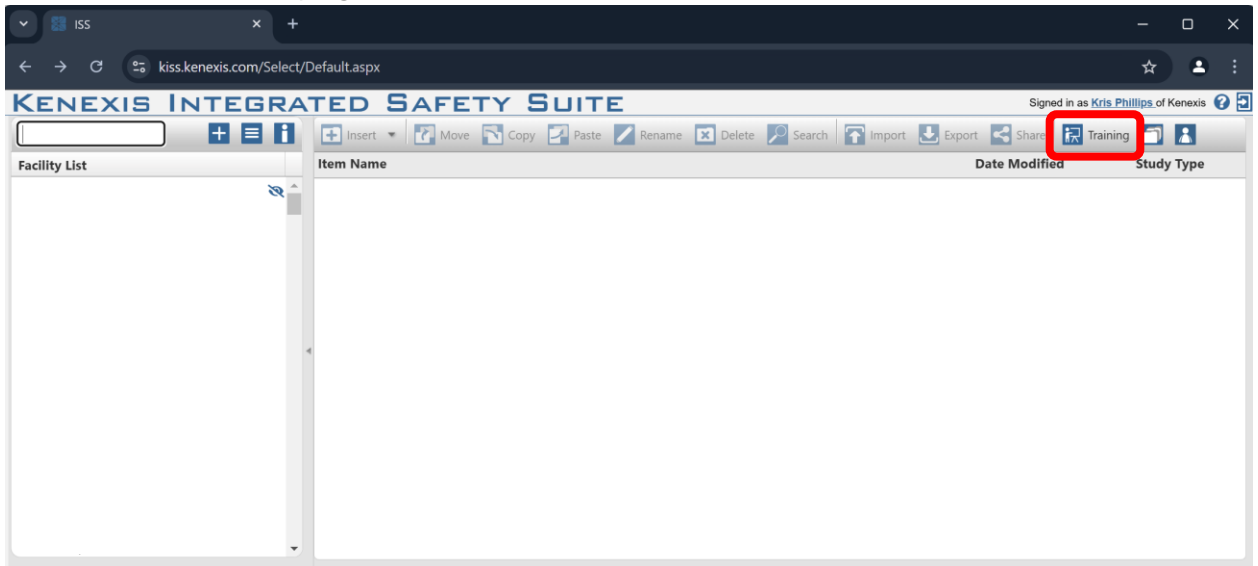 ISS
kiss.kenexis.com/Select/Default.aspx
KENEXIS INTEGRATED SAFETY SUITE
Signed in as Kris Phillips of Kenexis
Insert Move Copy Paste Rename Delete Search Import Export Share Training
Facility List
Item Name Date Modified Study Type